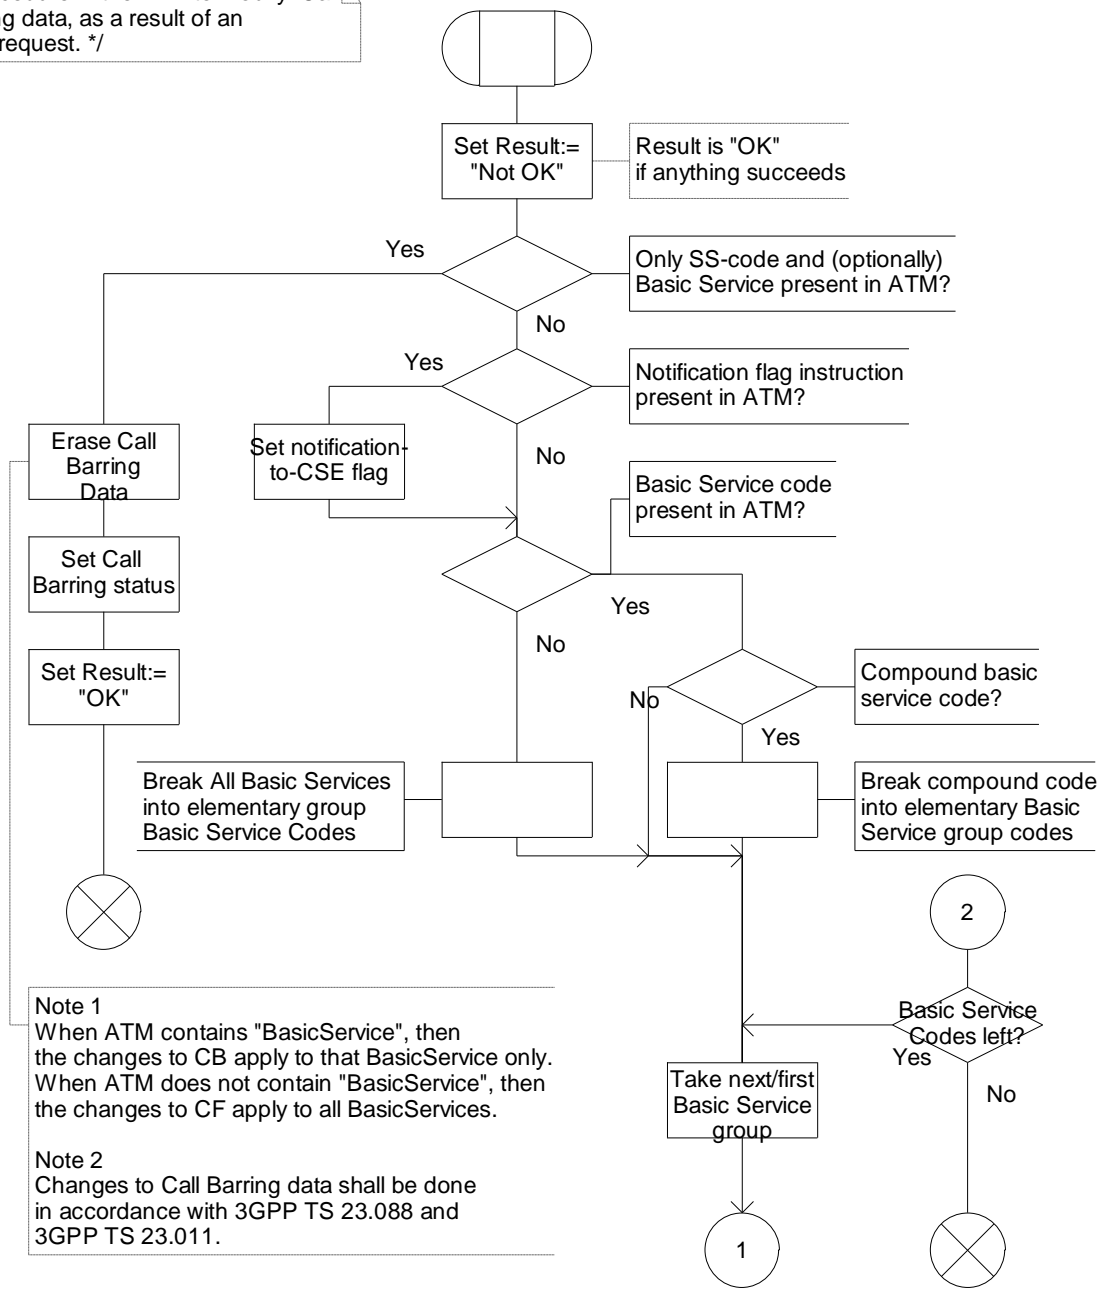 ng data, as a result of an
request. */
Set Result:=
"Not OK"
Result is "OK"
if anything succeeds
Yes
Only SS-code and (optionally)
Basic Service present in ATM?
No
Yes
Notification flag instruction
present in ATM?
Erase Call
Barring
Data
Set notification-
to-CSE flag
No
Basic Service code
present in ATM?
Set Call
Barring status
Yes
No
Set Result:=
"OK"
Compound basic
service code?
No
Yes
Break All Basic Services
into elementary group
Basic Service Codes
Break compound code
into elementary Basic
Service group codes
2
Note 1
When ATM contains "BasicService", then
the changes to CB apply to that BasicService only.
When ATM does not contain "BasicService", then
the changes to CF apply to all BasicServices.
Basic Service
Codes left?
Yes
No
Take next/first
Basic Service
group
Note 2
Changes to Call Barring data shall be done
in accordance with 3GPP TS 23.088 and
3GPP TS 23.011.
1